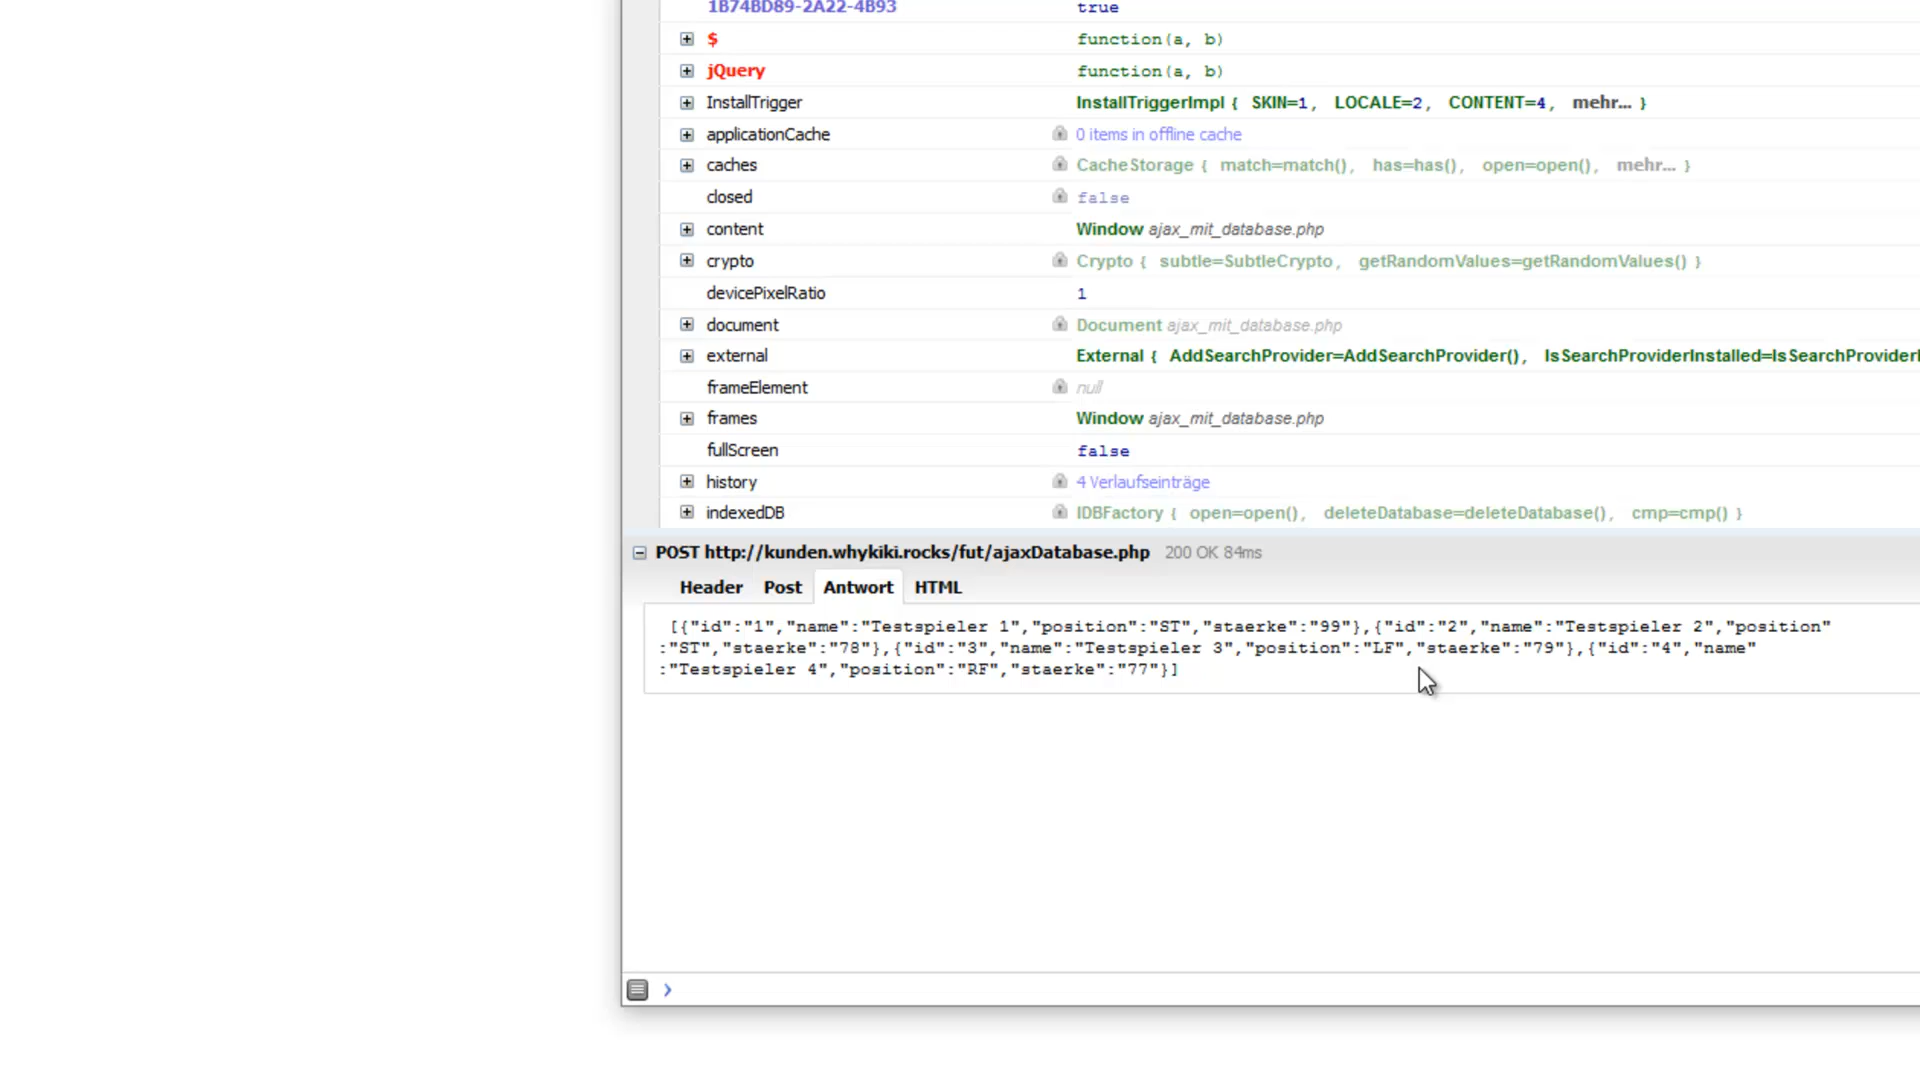 1B74BD89-2A22-4B93 true
$ function(a, b)
jQuery function(a, b)
InstallTrigger InstallTriggerImpl { SKIN=1, LOCALE=2, CONTENT=4, mehr... }
applicationCache 0 items in offline cache
caches CacheStorage { match=match(), has=has(), open=open(), mehr... }
closed false
content Window ajax_mit_database.php
crypto Crypto { subtle=SubtleCrypto, getRandomValues=getRandomValues() }
devicePixelRatio 1
document Document ajax_mit_database.php
external External { AddSearchProvider=AddSearchProvider(), IsSearchProviderInstalled=IsSearchProvider
frameElement null
frames Window ajax_mit_database.php
fullScreen false
history 4 Verlaufseinträge
indexedDB IDBFactory { open=open(), deleteDatabase=deleteDatabase(), cmp=cmp() }
POST http://kunden.whykiki.rocks/fut/ajaxDatabase.php 200 OK 84ms
Header Post Antwort HTML
[{"id":"1","name":"Testspieler 1","position":"ST","staerke":"99"},{"id":"2","name":"Testspieler 2","position"
:"ST","staerke":"78"},{"id":"3","name":"Testspieler 3","position":"LF","staerke":"79"},{"id":"4","name"
:"Testspieler 4","position":"RF","staerke":"77"}]